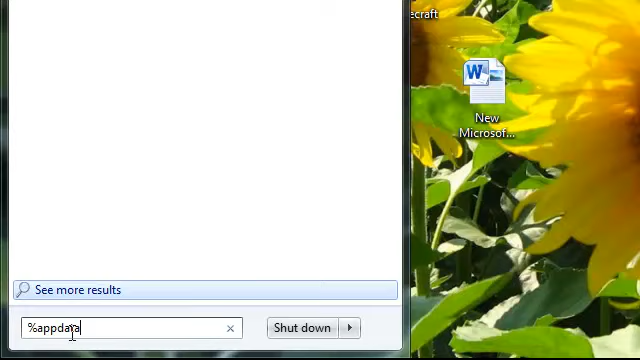 ecraft
W
New
Microsof...
See more results
%appdata
Shut down